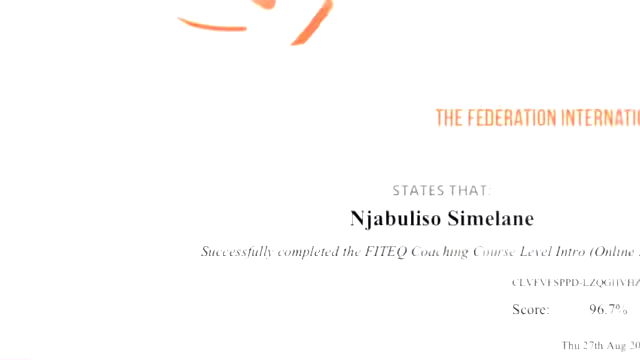 THE FEDERATION INTERNATI
STATES THAT:
Njabuliso Simelane
Successfully completed the FITEQ Coaching Course Level Intro (Online
Score: 96.7%
Thu 27th Aug 20